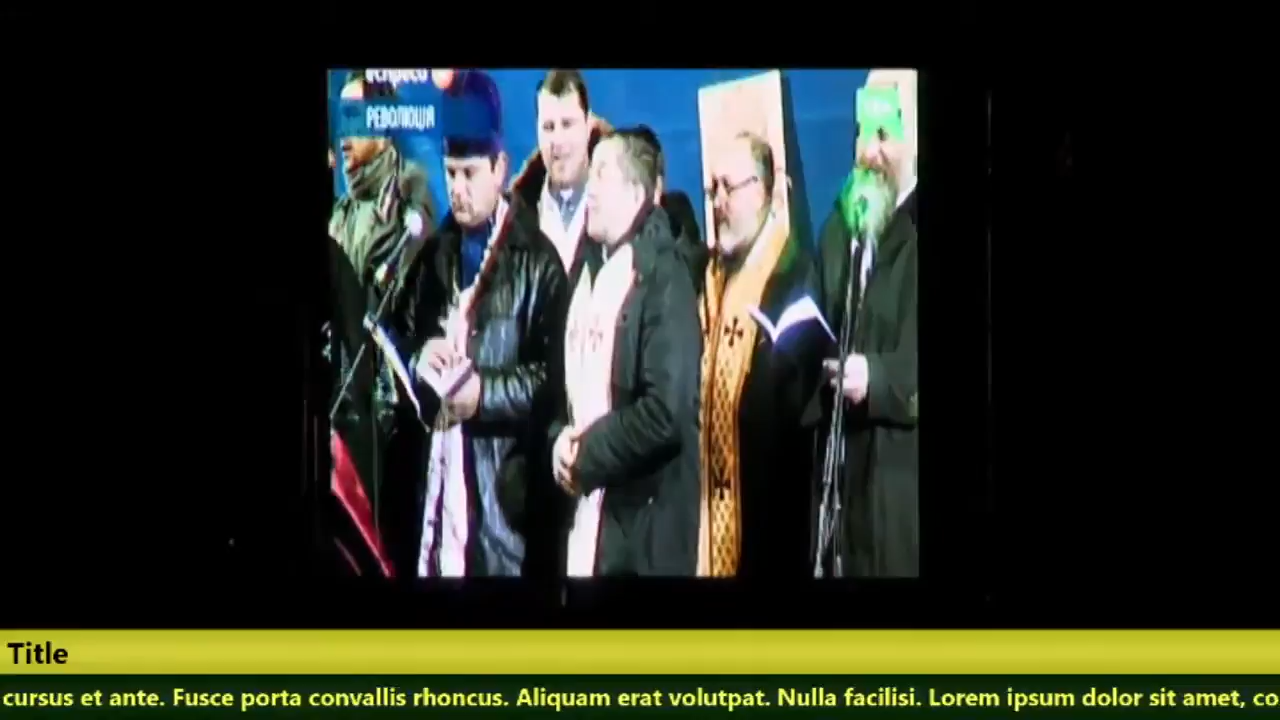 еспресо
РЕВОЛЮЦІЯ
Title
cursus et ante. Fusce porta convallis rhoncus. Aliquam erat volutpat. Nulla facilisi. Lorem ipsum dolor sit amet, co